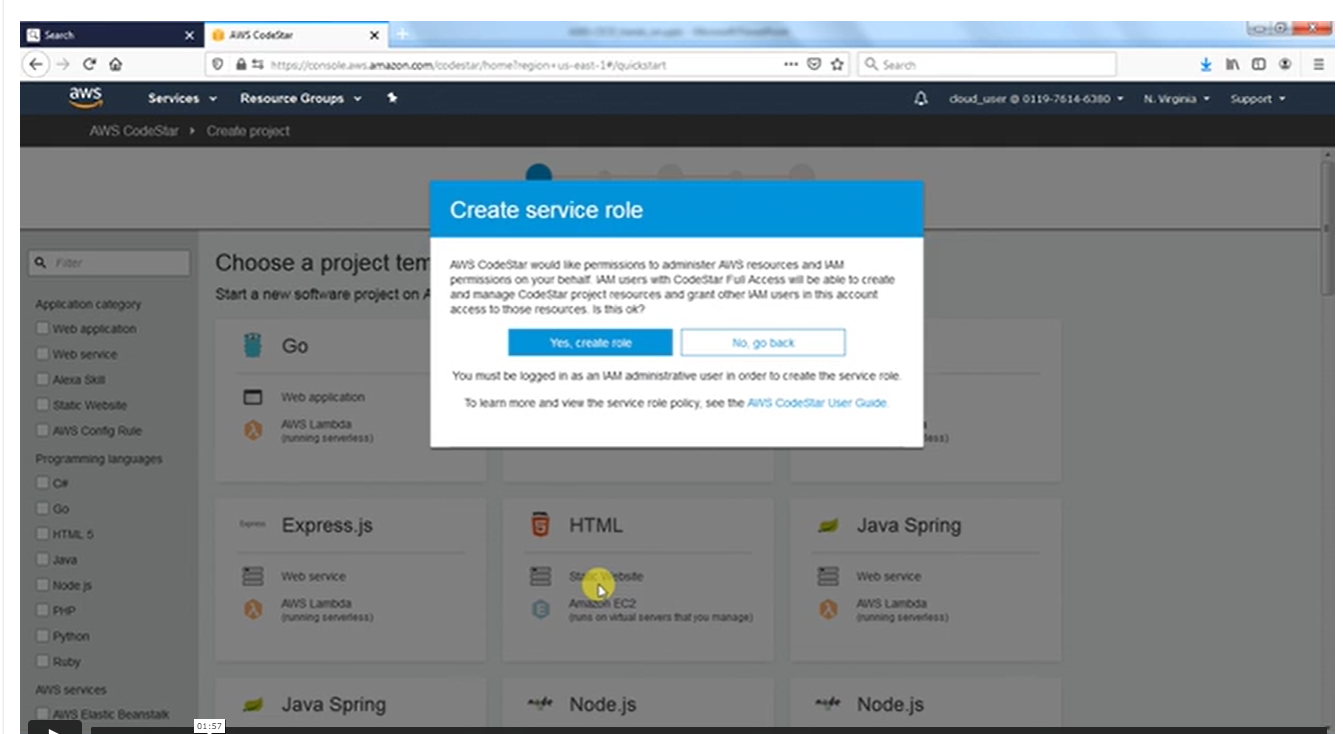 Search
AWS CodeStar
https://console.aws.amazon.com/codestar/home?region=us-east-1#/quickstart
Search
aws
Services
Resource Groups
cloud_user @ 0119-7614-6380
N. Virginia
Support
AWS CodeStar
Create project
Create service role
AWS CodeStar would like permissions to administer AWS resources and IAM
permissions on your behalf. IAM users with CodeStar Full Access will be able to create
and manage CodeStar project resources and grant other IAM users in this account
access to those resources. Is this ok?
Yes, create role
No, go back
You must be logged in as an IAM administrative user in order to create the service role.
To learn more and view the service role policy, see the AWS CodeStar User Guide.
Filter
Application category
Web application
Web service
Alexa Skill
Static Website
AWS Config Rule
Programming languages
C#
Go
HTML 5
Java
Node.js
PHP
Python
Ruby
AWS services
AWS Elastic Beanstalk
Choose a project tem
Start a new software project on A
Go
Web application
AWS Lambda
(running serverless)
less)
Express
Express.js
Web service
AWS Lambda
(running serverless)
HTML
Static Website
Amazon EC2
(runs on virtual servers that you manage)
Java Spring
Web service
AWS Lambda
(running serverless)
Java Spring
Node.js
Node.js
01:57